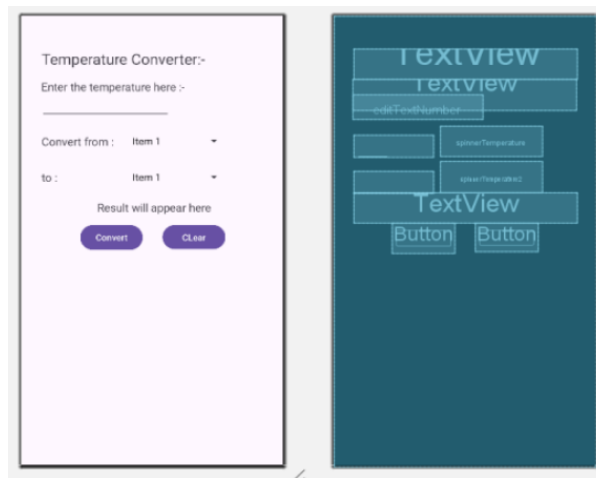 Temperature Converter:-
Enter the temperature here :-
Convert from : Item 1
to : Item 1
Result will appear here
Convert CLear
TextView
TextView
editTextNumber
spinnerTemperature
spinnerTemperature2
TextView
Button Button